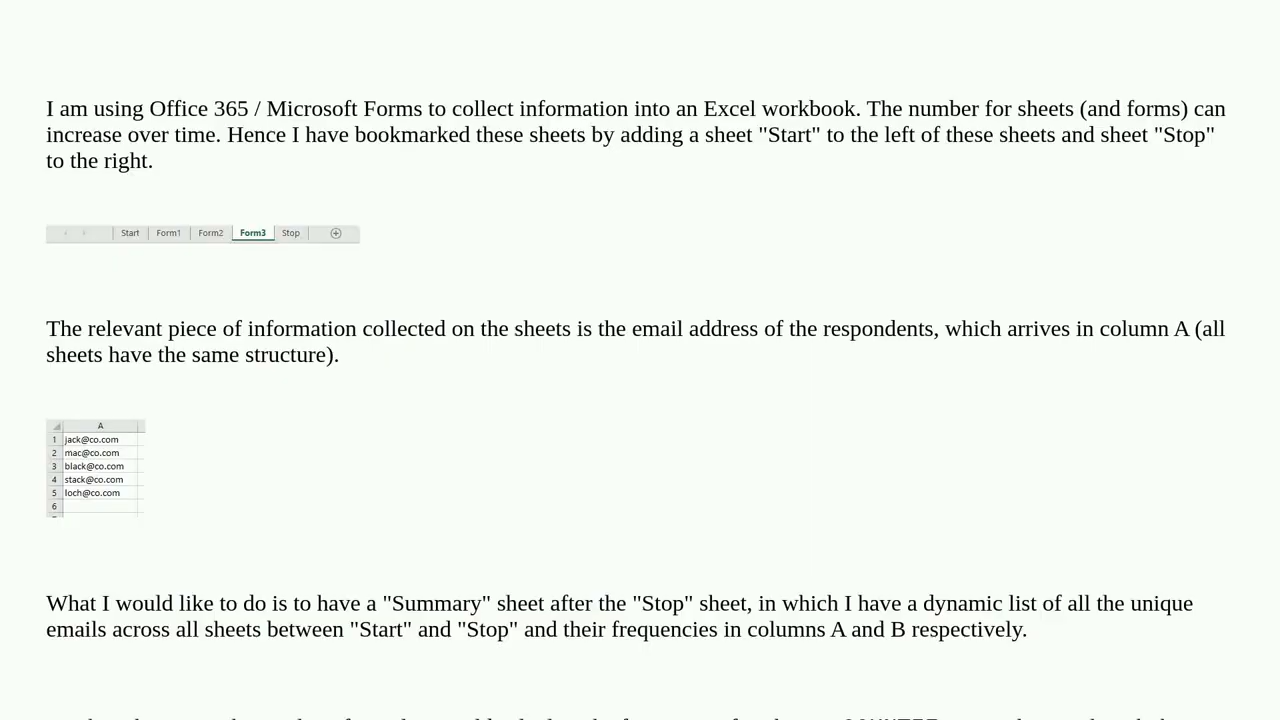 I am using Office 365 / Microsoft Forms to collect information into an Excel workbook. The number for sheets (and forms) can
increase over time. Hence I have bookmarked these sheets by adding a sheet "Start" to the left of these sheets and sheet "Stop"
to the right.
Start Form1 Form2 Form3 Stop
The relevant piece of information collected on the sheets is the email address of the respondents, which arrives in column A (all
sheets have the same structure).
A
1 jack@co.com
2 mac@co.com
3 black@co.com
4 stack@co.com
5 loch@co.com
6
What I would like to do is to have a "Summary" sheet after the "Stop" sheet, in which I have a dynamic list of all the unique
emails across all sheets between "Start" and "Stop" and their frequencies in columns A and B respectively.